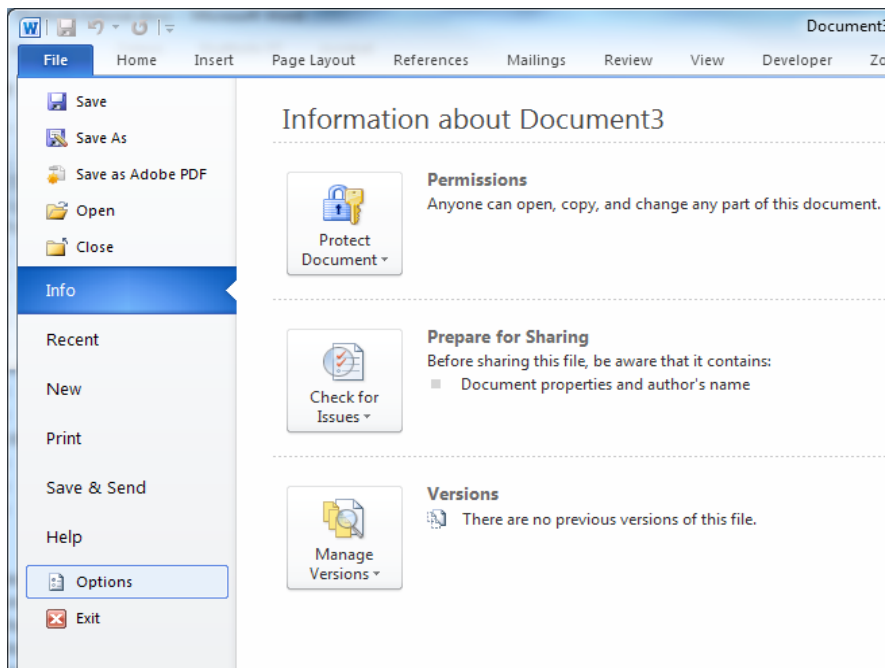 Document3
File Home Insert Page Layout References Mailings Review View Developer
Save
Save As
Save as Adobe PDF
Open
Close
Info
Recent
New
Print
Save & Send
Help
Options
Exit
Information about Document3
Protect
Document
Permissions
Anyone can open, copy, and change any part of this document.
Check for
Issues
Prepare for Sharing
Before sharing this file, be aware that it contains:
Document properties and author's name
Manage
Versions
Versions
There are no previous versions of this file.